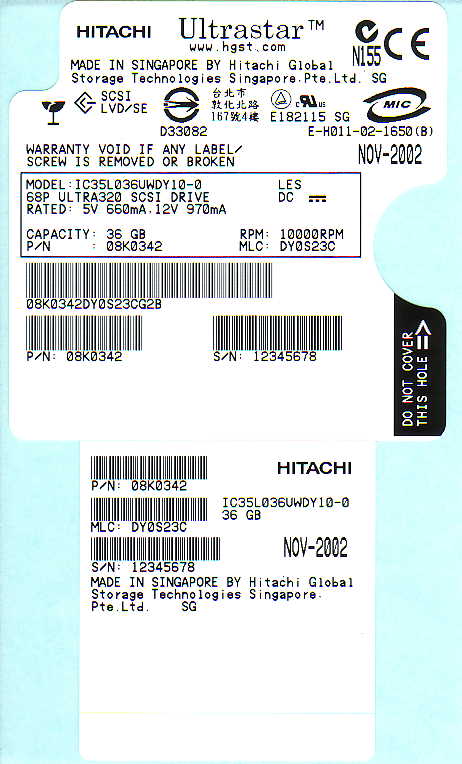 HITACHI Ultrastar™
www.hgst.com
N155
MADE IN SINGAPORE BY Hitachi Global
Storage Technologies Singapore.Pte.Ltd. SG
SCSI
LVD/SE
台北市
敦化北路
167號4樓
D33082
E182115 SG
MIC
E-H011-02-1650(B)
WARRANTY VOID IF ANY LABEL/
SCREW IS REMOVED OR BROKEN
NOV-2002
MODEL:IC35L036UWDY10-0 LES
68P ULTRA320 SCSI DRIVE DC
RATED: 5V 660mA.12V 970mA
CAPACITY: 36 GB RPM: 10000RPM
P/N : 08K0342 MLC: DY0S23C
08K0342DY0S23CG2B
P/N: 08K0342 S/N: 12345678
DO NOT COVER
THIS HOLE =>
P/N: 08K0342
HITACHI
IC35L036UWDY10-0
36 GB
MLC: DY0S23C
NOV-2002
S/N: 12345678
MADE IN SINGAPORE BY Hitachi Global
Storage Technologies Singapore.
Pte.Ltd. SG